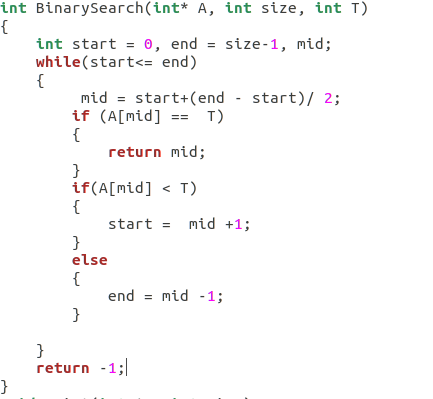 int BinarySearch(int* A, int size, int T)
{
    int start = 0, end = size-1, mid;
    while(start<= end)
    {
         mid = start+(end - start)/ 2;
        if (A[mid] ==  T)
        {
            return mid;
        }
        if(A[mid] < T)
        {
            start =  mid +1;
        }
        else
        {
            end = mid -1;
        }

    }
    return -1;
}